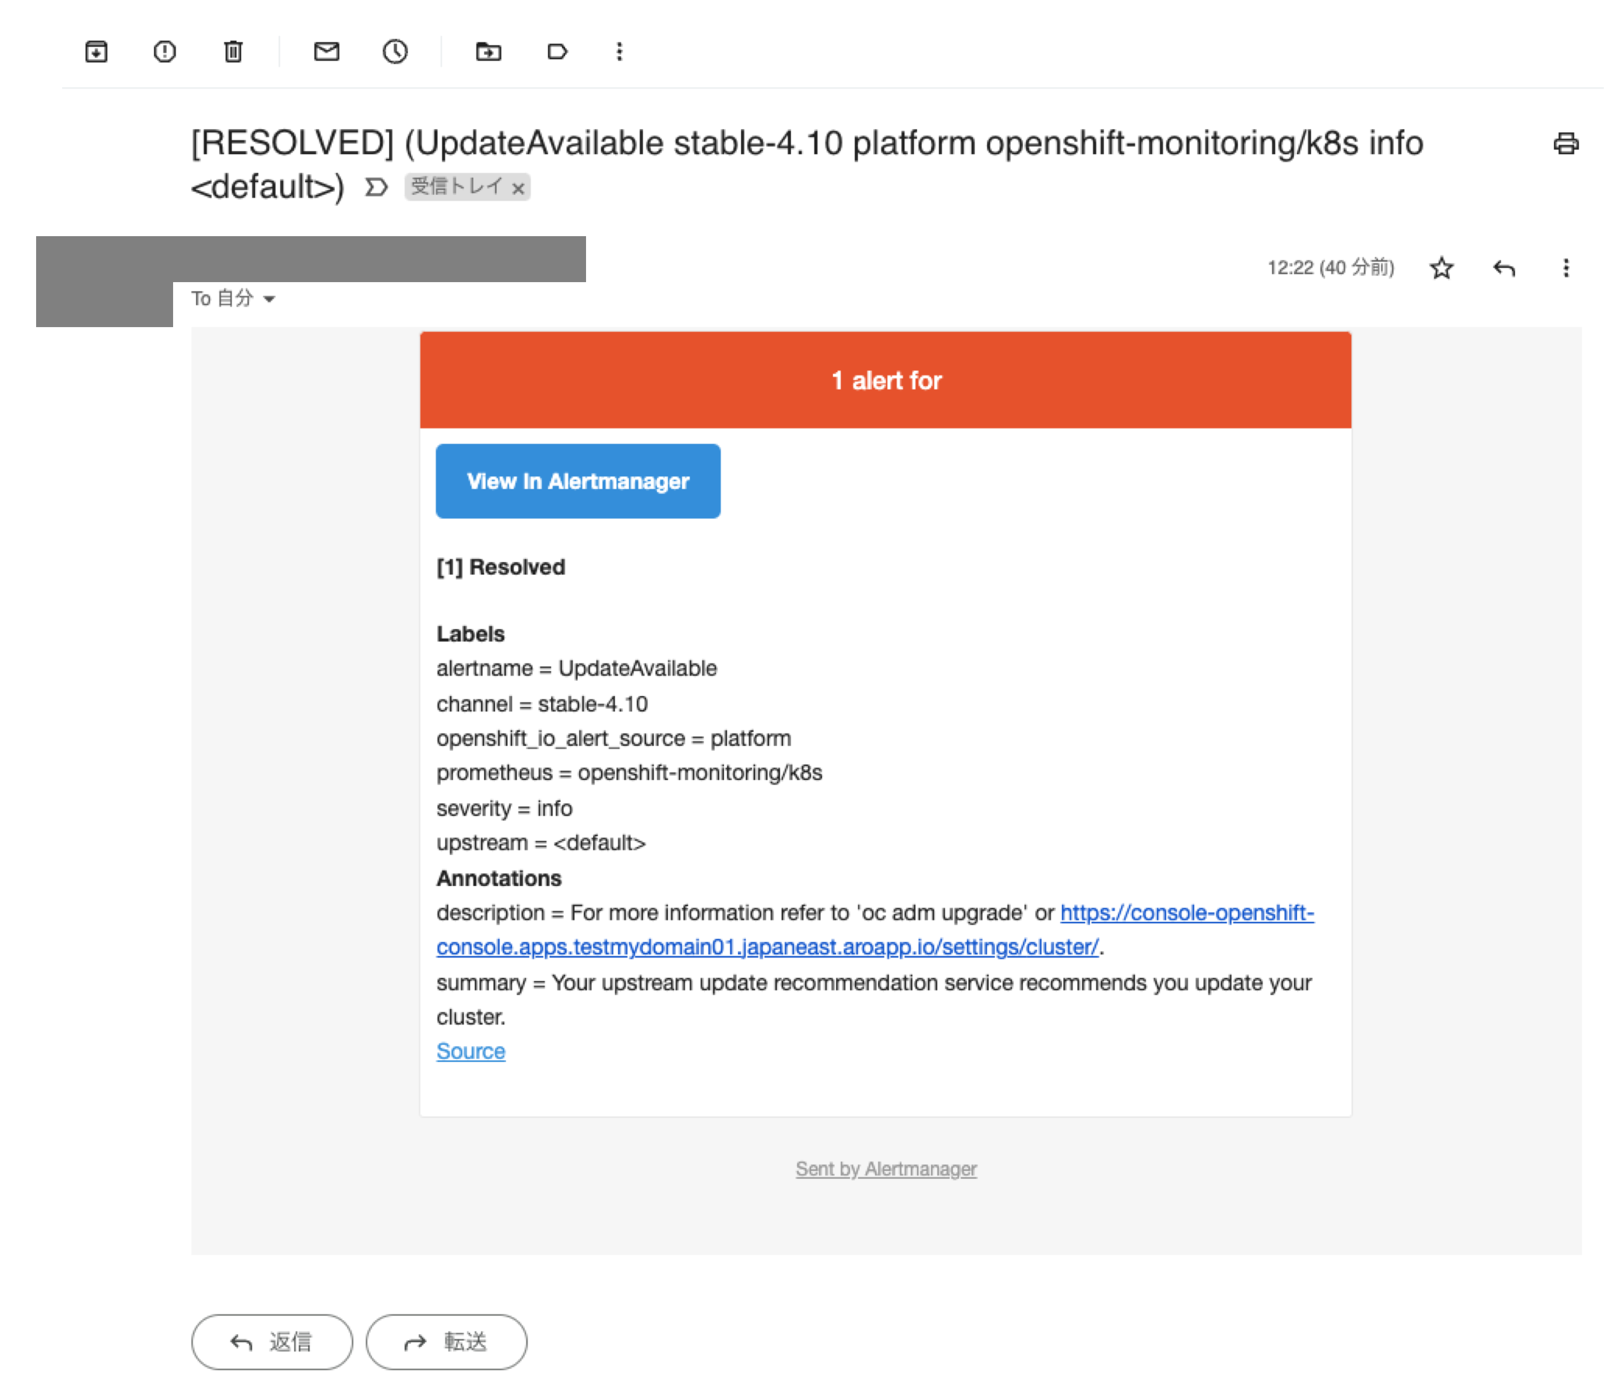 [RESOLVED] (UpdateAvailable stable-4.10 platform openshift-monitoring/k8s info
<default>) 受信トレイ ×
12:22 (40 分前)
To 自分
1 alert for
View in Alertmanager
[1] Resolved
Labels
alertname = UpdateAvailable
channel = stable-4.10
openshift_io_alert_source = platform
prometheus = openshift-monitoring/k8s
severity = info
upstream = <default>
Annotations
description = For more information refer to 'oc adm upgrade' or https://console-openshift-
console.apps.testmydomain01.japaneast.aroapp.io/settings/cluster/.
summary = Your upstream update recommendation service recommends you update your
cluster.
Source
Sent by Alertmanager
返信 転送